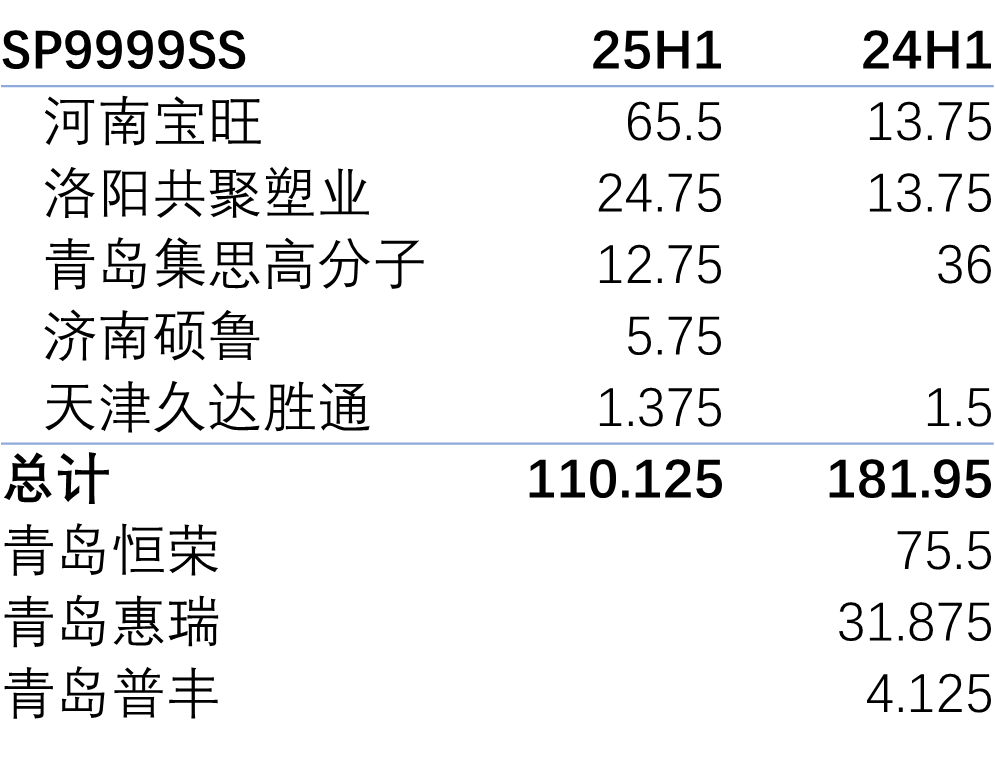 SP9999SS 25H1 24H1
河南宝旺 65.5 13.75
洛阳共聚塑业 24.75 13.75
青岛集思高分子 12.75 36
济南硕鲁 5.75
天津久达胜通 1.375 1.5
总计 110.125 181.95
青岛恒荣 75.5
青岛惠瑞 31.875
青岛普丰 4.125